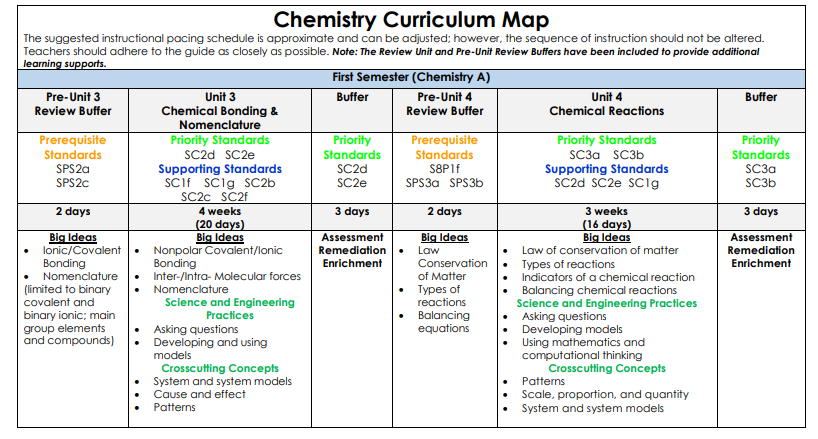 Chemistry Curriculum Map
The suggested instructional pacing schedule is approximate and can be adjusted; however, the sequence of instruction should not be altered.
Teachers should adhere to the guide as closely as possible. Note: The Review Unit and Pre-Unit Review Buffers have been included to provide additional
learning supports.
First Semester (Chemistry A)
Pre-Unit 3
Review Buffer
Unit 3
Chemical Bonding &
Nomenclature
Buffer
Pre-Unit 4
Review Buffer
Unit 4
Chemical Reactions
Buffer
Prerequisite
Standards
SPS2a
SPS2c
Priority Standards
SC2d SC2e
Supporting Standards
SC1f SC1g SC2b
SC2c SC2f
Priority
Standards
SC2d
SC2e
Prerequisite
Standards
S8P1f
SPS3a SPS3b
Priority Standards
SC3a SC3b
Supporting Standards
SC2d SC2e SC1g
Priority
Standards
SC3a
SC3b
2 days
4 weeks
(20 days)
3 days
2 days
3 weeks
(16 days)
3 days
Big Ideas
• Ionic/Covalent
Bonding
• Nomenclature
(limited to binary
covalent and
binary ionic; main
group elements
and compounds)
Big Ideas
• Nonpolar Covalent/Ionic
Bonding
• Inter-/Intra- Molecular forces
• Nomenclature
Science and Engineering
Practices
• Asking questions
• Developing and using
models
Crosscutting Concepts
• System and system models
• Cause and effect
• Patterns
Assessment
Remediation
Enrichment
Big Ideas
• Law
Conservation
of Matter
• Types of
reactions
• Balancing
equations
Big Ideas
• Law of conservation of matter
• Types of reactions
• Indicators of a chemical reaction
• Balancing chemical reactions
Science and Engineering Practices
• Asking questions
• Developing models
• Using mathematics and
computational thinking
Crosscutting Concepts
• Patterns
• Scale, proportion, and quantity
• System and system models
Assessment
Remediation
Enrichment